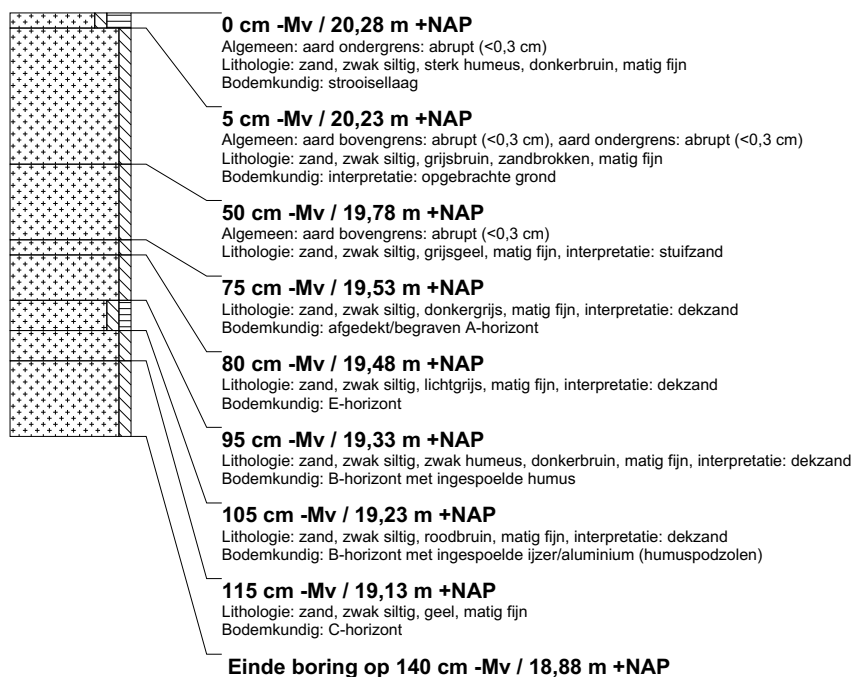 0 cm -Mv / 20,28 m +NAP
Algemeen: aard ondergrens: abrupt (<0,3 cm)
Lithologie: zand, zwak siltig, sterk humeus, donkerbruin, matig fijn
Bodemkundig: strooisellaag
5 cm -Mv / 20,23 m +NAP
Algemeen: aard bovengrens: abrupt (<0,3 cm), aard ondergrens: abrupt (<0,3 cm)
Lithologie: zand, zwak siltig, grijsbruin, zandbrokken, matig fijn
Bodemkundig: interpretatie: opgebrachte grond
50 cm -Mv / 19,78 m +NAP
Algemeen: aard bovengrens: abrupt (<0,3 cm)
Lithologie: zand, zwak siltig, grijsgeel, matig fijn, interpretatie: stuifzand
75 cm -Mv / 19,53 m +NAP
Lithologie: zand, zwak siltig, donkergrijs, matig fijn, interpretatie: dekzand
Bodemkundig: afgedekt/begraven A-horizont
80 cm -Mv / 19,48 m +NAP
Lithologie: zand, zwak siltig, lichtgrijs, matig fijn, interpretatie: dekzand
Bodemkundig: E-horizont
95 cm -Mv / 19,33 m +NAP
Lithologie: zand, zwak siltig, zwak humeus, donkerbruin, matig fijn, interpretatie: dekzand
Bodemkundig: B-horizont met ingespoelde humus
105 cm -Mv / 19,23 m +NAP
Lithologie: zand, zwak siltig, roodbruin, matig fijn, interpretatie: dekzand
Bodemkundig: B-horizont met ingespoelde ijzer/aluminium (humuspodzolen)
115 cm -Mv / 19,13 m +NAP
Lithologie: zand, zwak siltig, geel, matig fijn
Bodemkundig: C-horizont
Einde boring op 140 cm -Mv / 18,88 m +NAP